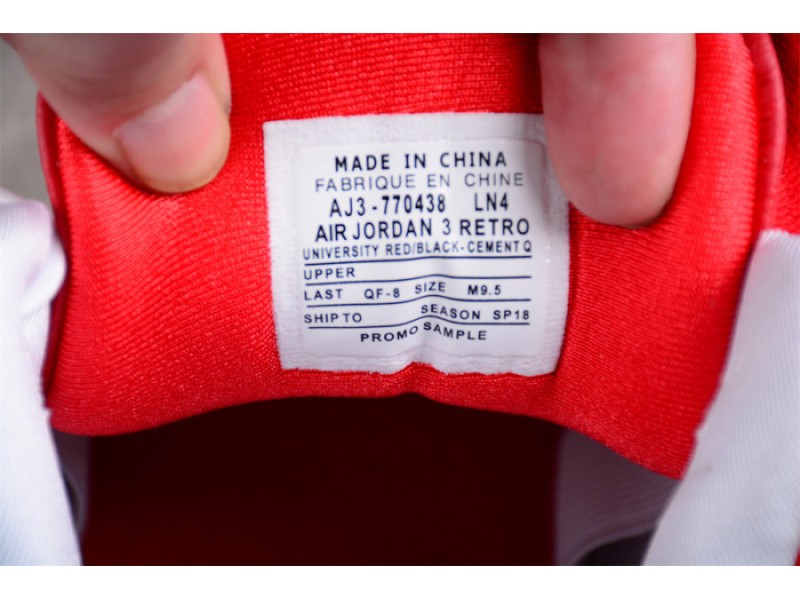 MADE IN CHINA
FABRIQUE EN CHINE
AJ3-770438 LN4
AIR JORDAN 3 RETRO
UNIVERSITY RED/BLACK-CEMENT Q
UPPER
LAST QF-8 SIZE M9.5
SHIP TO SEASON SP18
PROMO SAMPLE